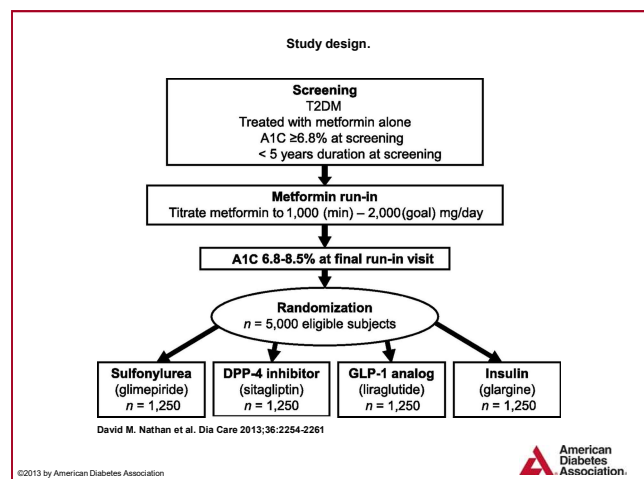 Study design.
Screening
T2DM
Treated with metformin alone
A1C ≥6.8% at screening
< 5 years duration at screening
Metformin run-in
Titrate metformin to 1,000 (min) – 2,000(goal) mg/day
A1C 6.8-8.5% at final run-in visit
Randomization
n = 5,000 eligible subjects
Sulfonylurea
(glimepiride)
n = 1,250
DPP-4 inhibitor
(sitagliptin)
n = 1,250
GLP-1 analog
(liraglutide)
n = 1,250
Insulin
(glargine)
n = 1,250
David M. Nathan et al. Dia Care 2013;36:2254-2261
©2013 by American Diabetes Association
American
Diabetes
Association.